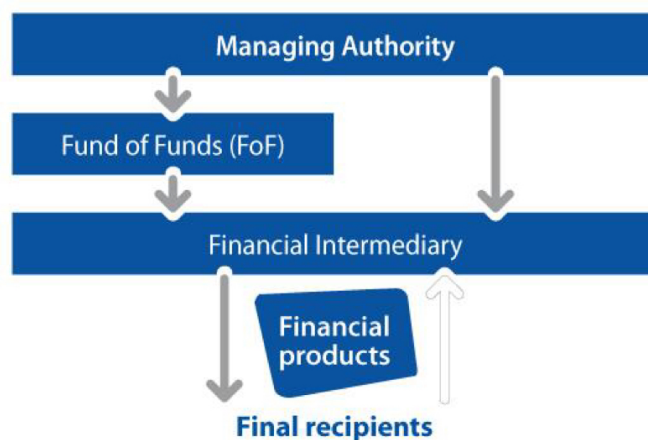 Managing Authority
Fund of Funds (FoF)
Financial Intermediary
Financial
products
Final recipients